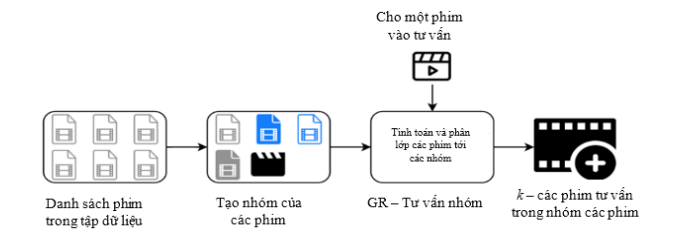 Cho một phim
vào tư vấn
Tính toán và phân
lớp các phim tới
các nhóm
Danh sách phim
trong tập dữ liệu
Tạo nhóm của
các phim
GR – Tư vấn nhóm
k – các phim tư vấn
trong nhóm các phim